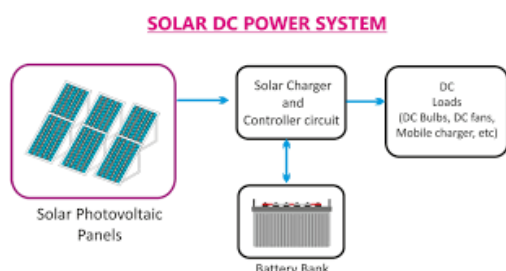 SOLAR DC POWER SYSTEM
Solar Charger
and
Controller circuit
DC
Loads
(DC Bulbs, DC fans,
Mobile charger, etc)
Solar Photovoltaic
Panels
Battery Bank